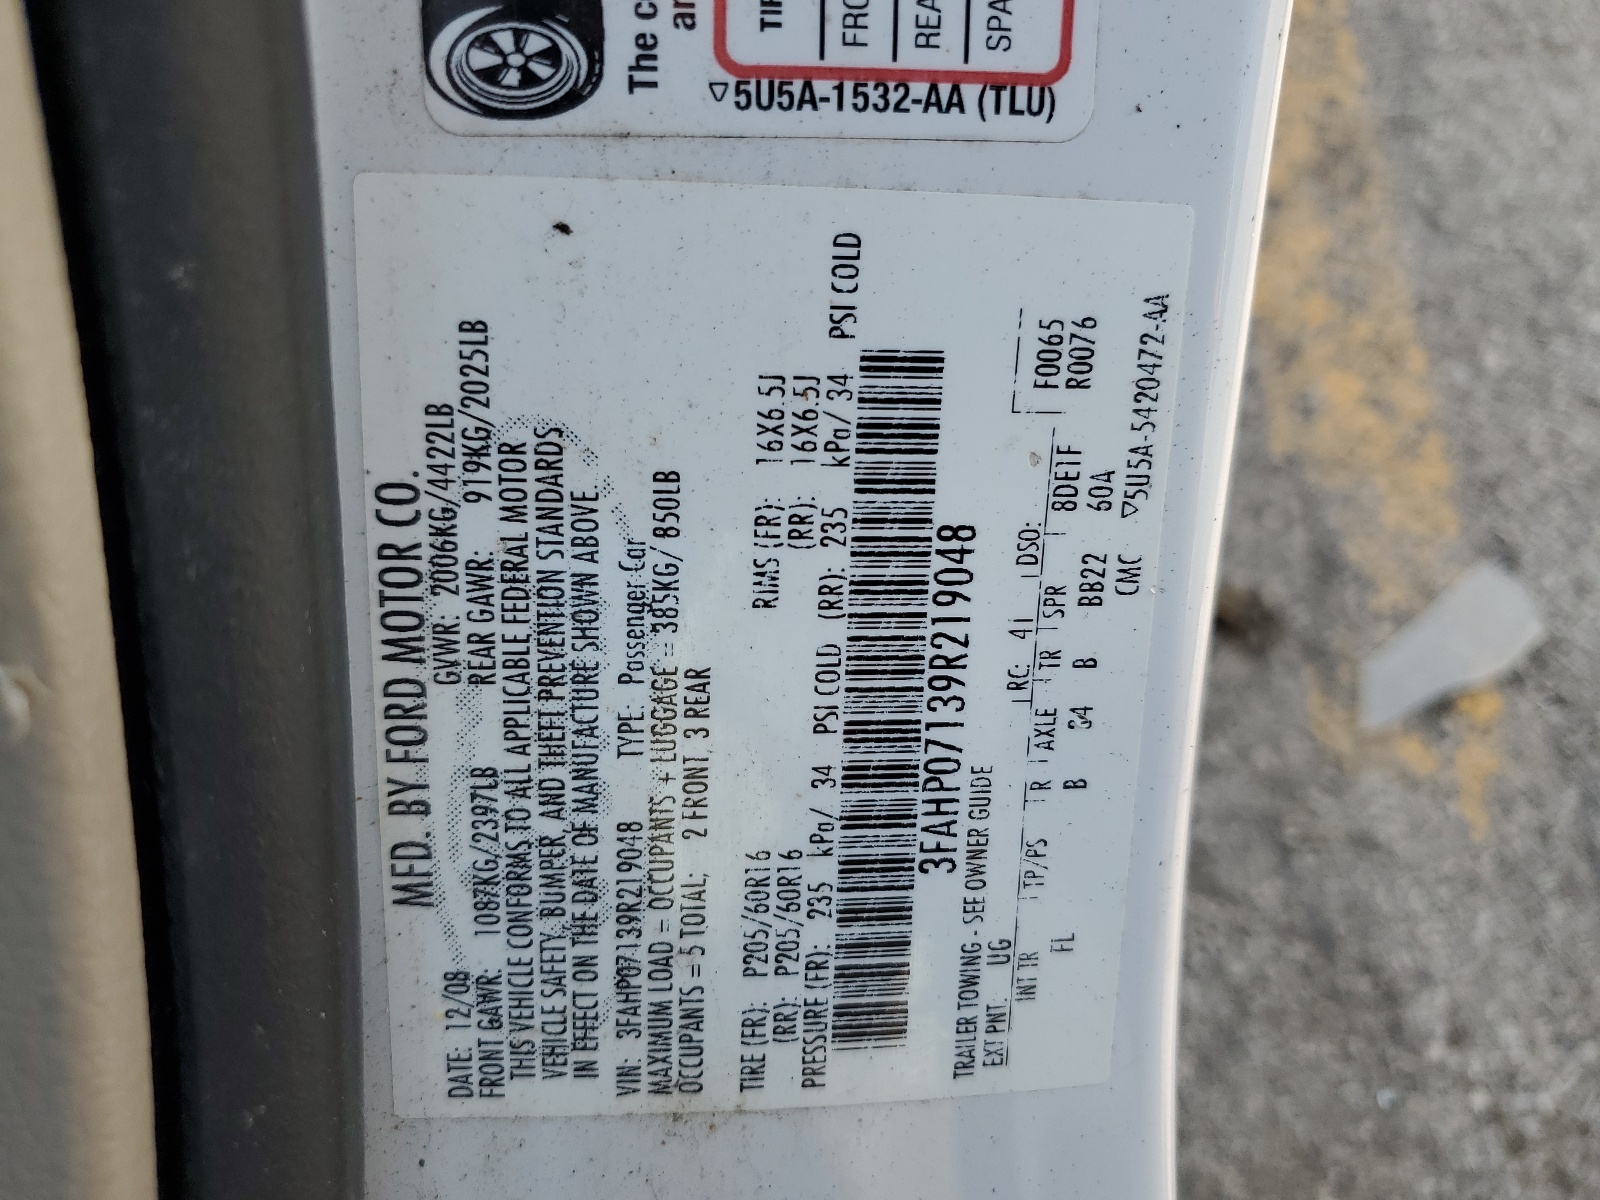 MFD. BY FORD MOTOR CO.
DATE: 12/08 GVWR: 2006KG/4422LB
FRONT GAWR: 1087KG/2397LB REAR GAWR: 919KG/2025LB
THIS VEHICLE CONFORMS TO ALL APPLICABLE FEDERAL MOTOR
VEHICLE SAFETY, BUMPER, AND THEFT PREVENTION STANDARDS
IN EFFECT ON THE DATE OF MANUFACTURE SHOWN ABOVE.
VIN: 3FAHP07139R219048 TYPE: Passenger Car
MAXIMUM LOAD = OCCUPANTS + LUGGAGE = 385KG/ 850LB
OCCUPANTS = 5 TOTAL; 2 FRONT, 3 REAR
TIRE (FR): P205/60R16 RIMS (FR): 16X6.5J
(RR): P205/60R16 (RR): 16X6.5J
PRESSURE (FR): 235 kPa/ 34 PSI COLD (RR): 235 kPa/ 34 PSI COLD
3FAHP07139R219048
TRAILER TOWING - SEE OWNER GUIDE
EXT PNT: UG RC: 41 DSO:
INT TR TP/PS R AXLE TR SPR 8DE1F F0065
FL B 34 B BB22 60A R0076
CMC ▽5U5A-5420472-AA
The c
TIR
FRO
REA
SPA
▽5U5A-1532-AA (TLU)